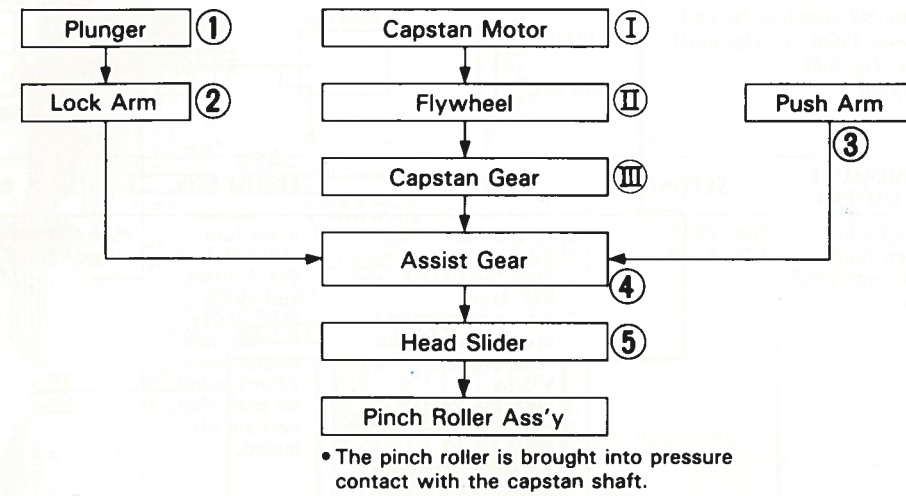 Plunger ①
Capstan Motor Ⅰ
Lock Arm ②
Flywheel Ⅱ
Push Arm
③
Capstan Gear Ⅲ
Assist Gear
④
Head Slider ⑤
Pinch Roller Ass'y
• The pinch roller is brought into pressure
contact with the capstan shaft.